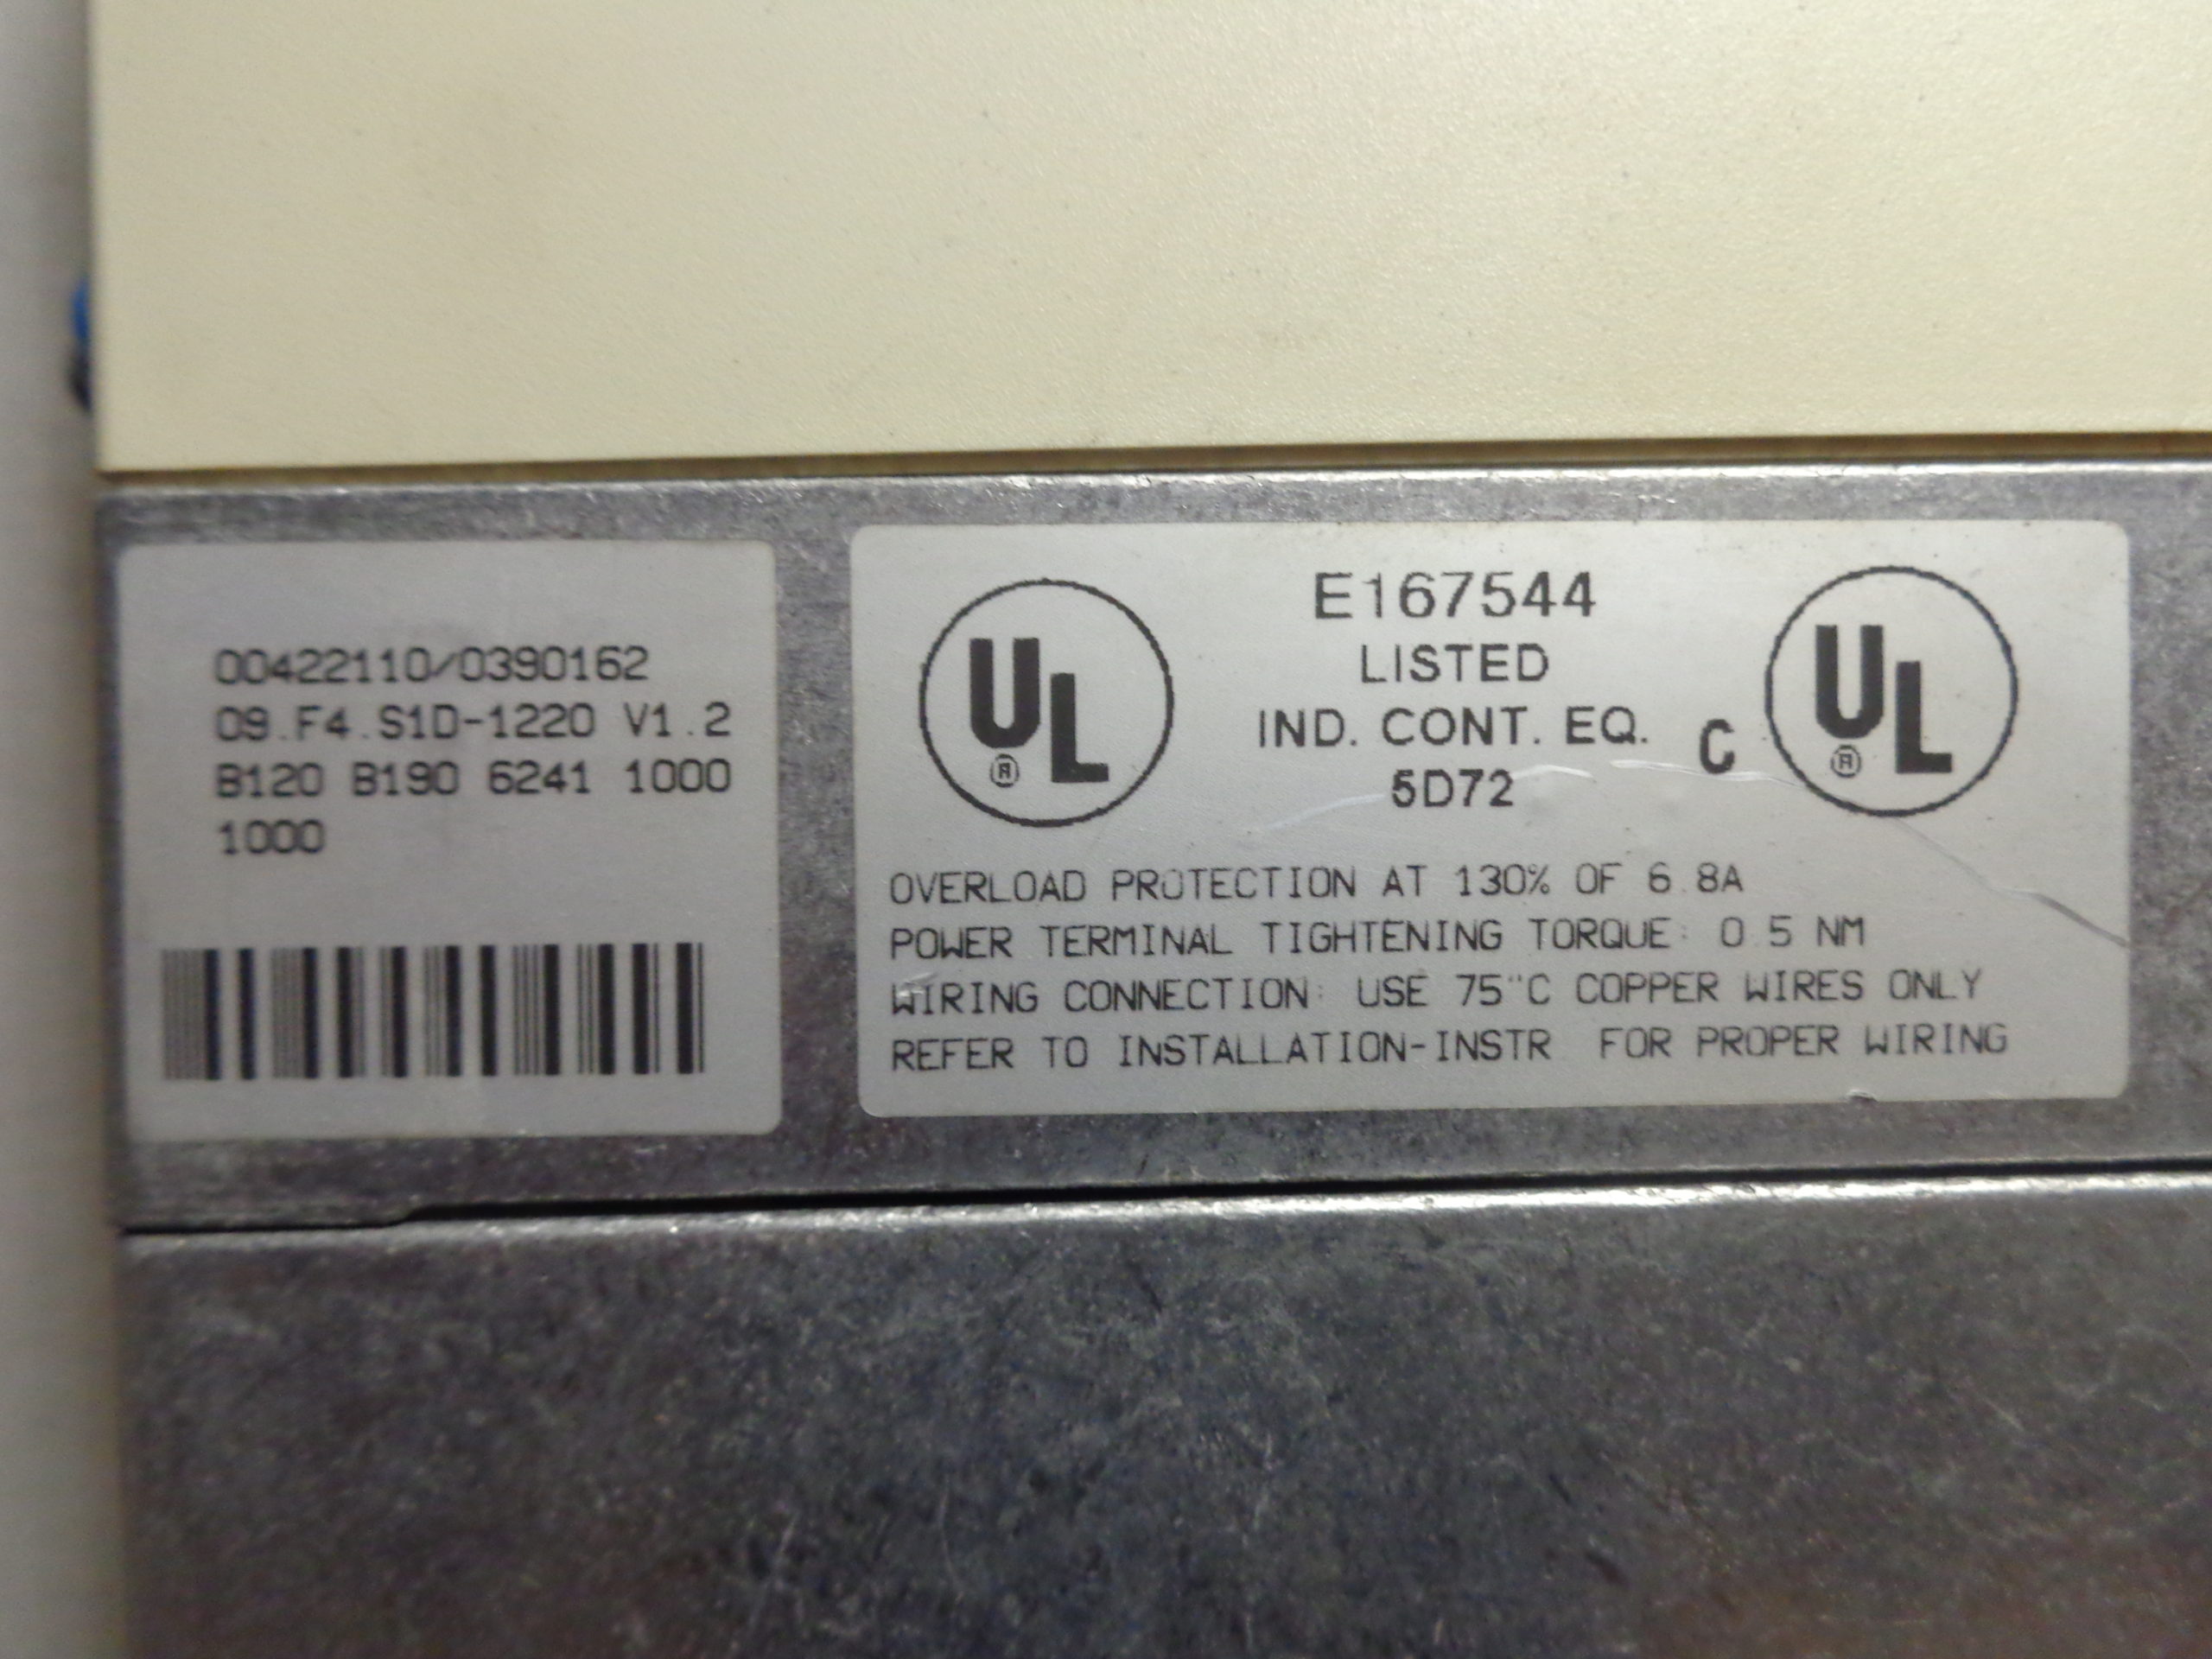 00422110/0390162
09.F4.S1D-1220 V1.2
B120 B190 6241 1000
1000
UL
®
E167544
LISTED
IND. CONT. EQ.
5D72
C
UL
®
OVERLOAD PROTECTION AT 130% OF 6.8A
POWER TERMINAL TIGHTENING TORQUE: 0.5 NM
WIRING CONNECTION: USE 75°C COPPER WIRES ONLY
REFER TO INSTALLATION-INSTR. FOR PROPER WIRING